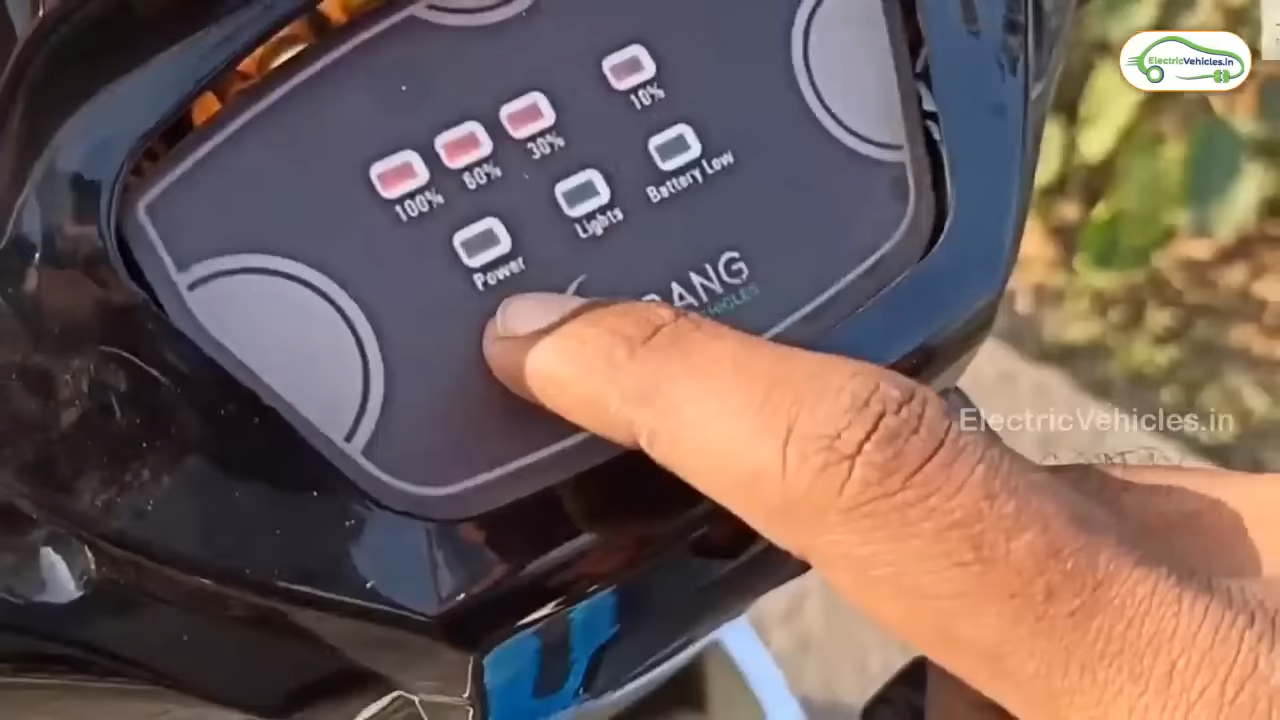 ElectricVehicles.in
10%
30%
60%
100%
Battery Low
Lights
Power
ElectricVehicles.in